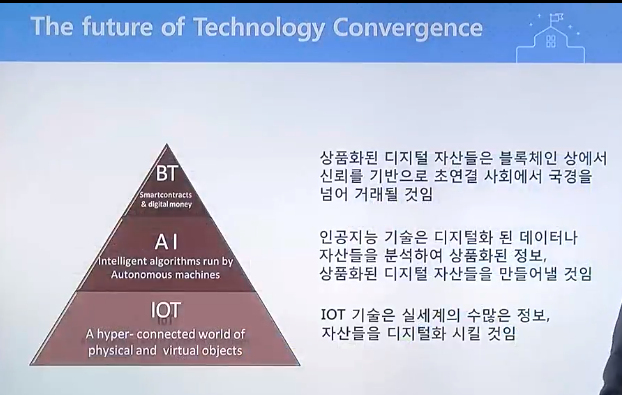 The future of Technology Convergence
BT
Smartcontracts
& digital money
상품화된 디지털 자산들은 블록체인 상에서
신뢰를 기반으로 초연결 사회에서 국경을
넘어 거래될 것임
AI
Intelligent algorithms run by
Autonomous machines
인공지능 기술은 디지털화 된 데이터나
자산들을 분석하여 상품화된 정보,
상품화된 디지털 자산들을 만들어낼 것임
IOT
A hyper- connected world of
physical and virtual objects
IOT 기술은 실세계의 수많은 정보,
자산들을 디지털화 시킬 것임